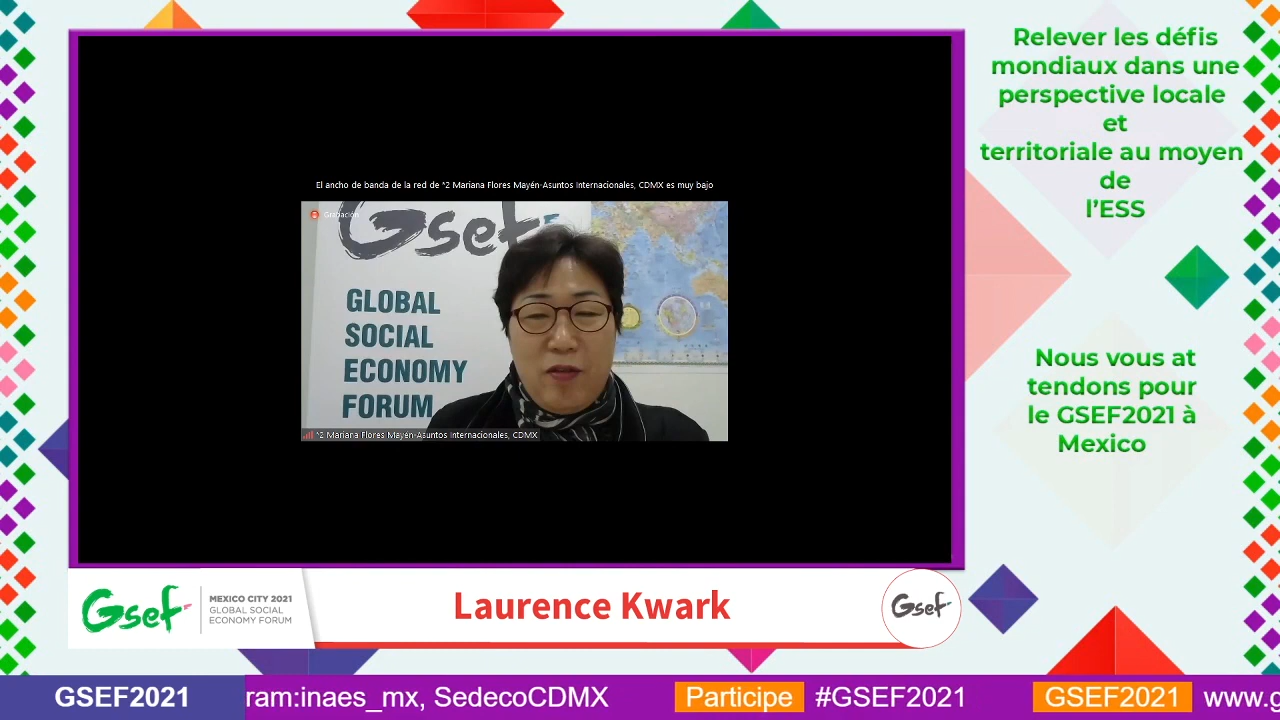 Relever les défis
mondiaux dans une
perspective locale
et
territoriale au moyen
de
l'ESS
El ancho de banda de la red de *2 Mariana Flores Mayén-Asuntos Internacionales, CDMX es muy bajo
Grabación
Gsef
GLOBAL
SOCIAL
ECONOMY
FORUM
*2 Mariana Flores Mayén-Asuntos Internacionales, CDMX
Nous vous at
tendons pour
le GSEF2021 à
Mexico
Gsef
MEXICO CITY 2021
GLOBAL SOCIAL
ECONOMY FORUM
Laurence Kwark
Gsef
GSEF2021 ram:inaes_mx, SedecoCDMX Participe #GSEF2021 GSEF2021 www.g